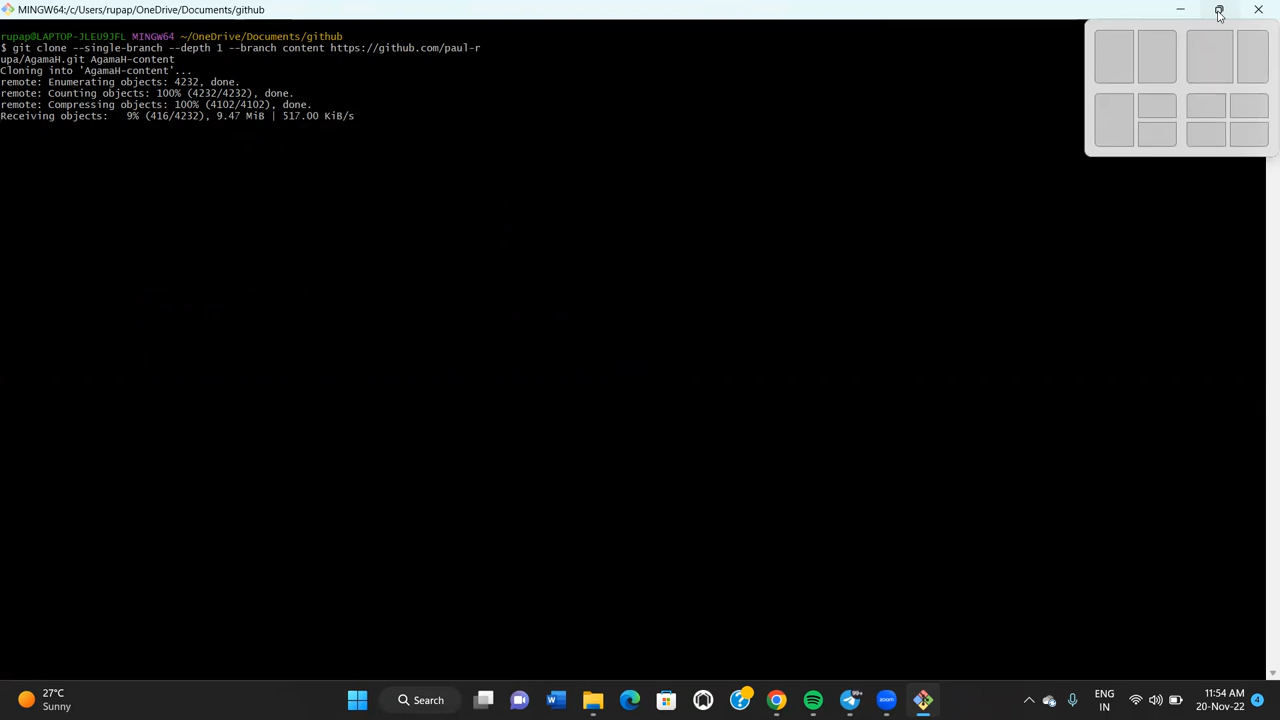 MINGW64:/c/Users/rupap/OneDrive/Documents/github
rupap@LAPTOP-JLEU9JFL MINGW64 ~/OneDrive/Documents/github
$ git clone --single-branch --depth 1 --branch content https://github.com/paul-r
upa/AgamaH.git AgamaH-content
Cloning into 'AgamaH-content'...
remote: Enumerating objects: 4232, done.
remote: Counting objects: 100% (4232/4232), done.
remote: Compressing objects: 100% (4102/4102), done.
Receiving objects:   9% (416/4232), 9.47 MiB | 517.00 KiB/s
27°C
Sunny
Search
zoom
99+
ENG
IN
11:54 AM
20-Nov-22
4